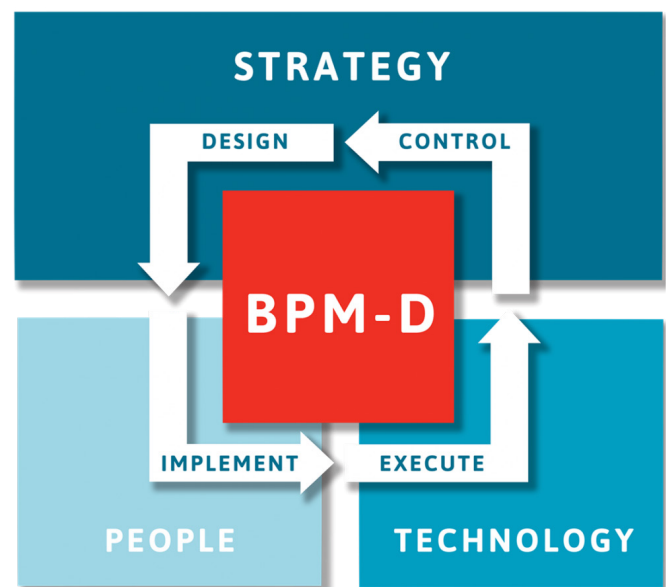 STRATEGY
DESIGN
CONTROL
BPM-D
IMPLEMENT
EXECUTE
PEOPLE
TECHNOLOGY